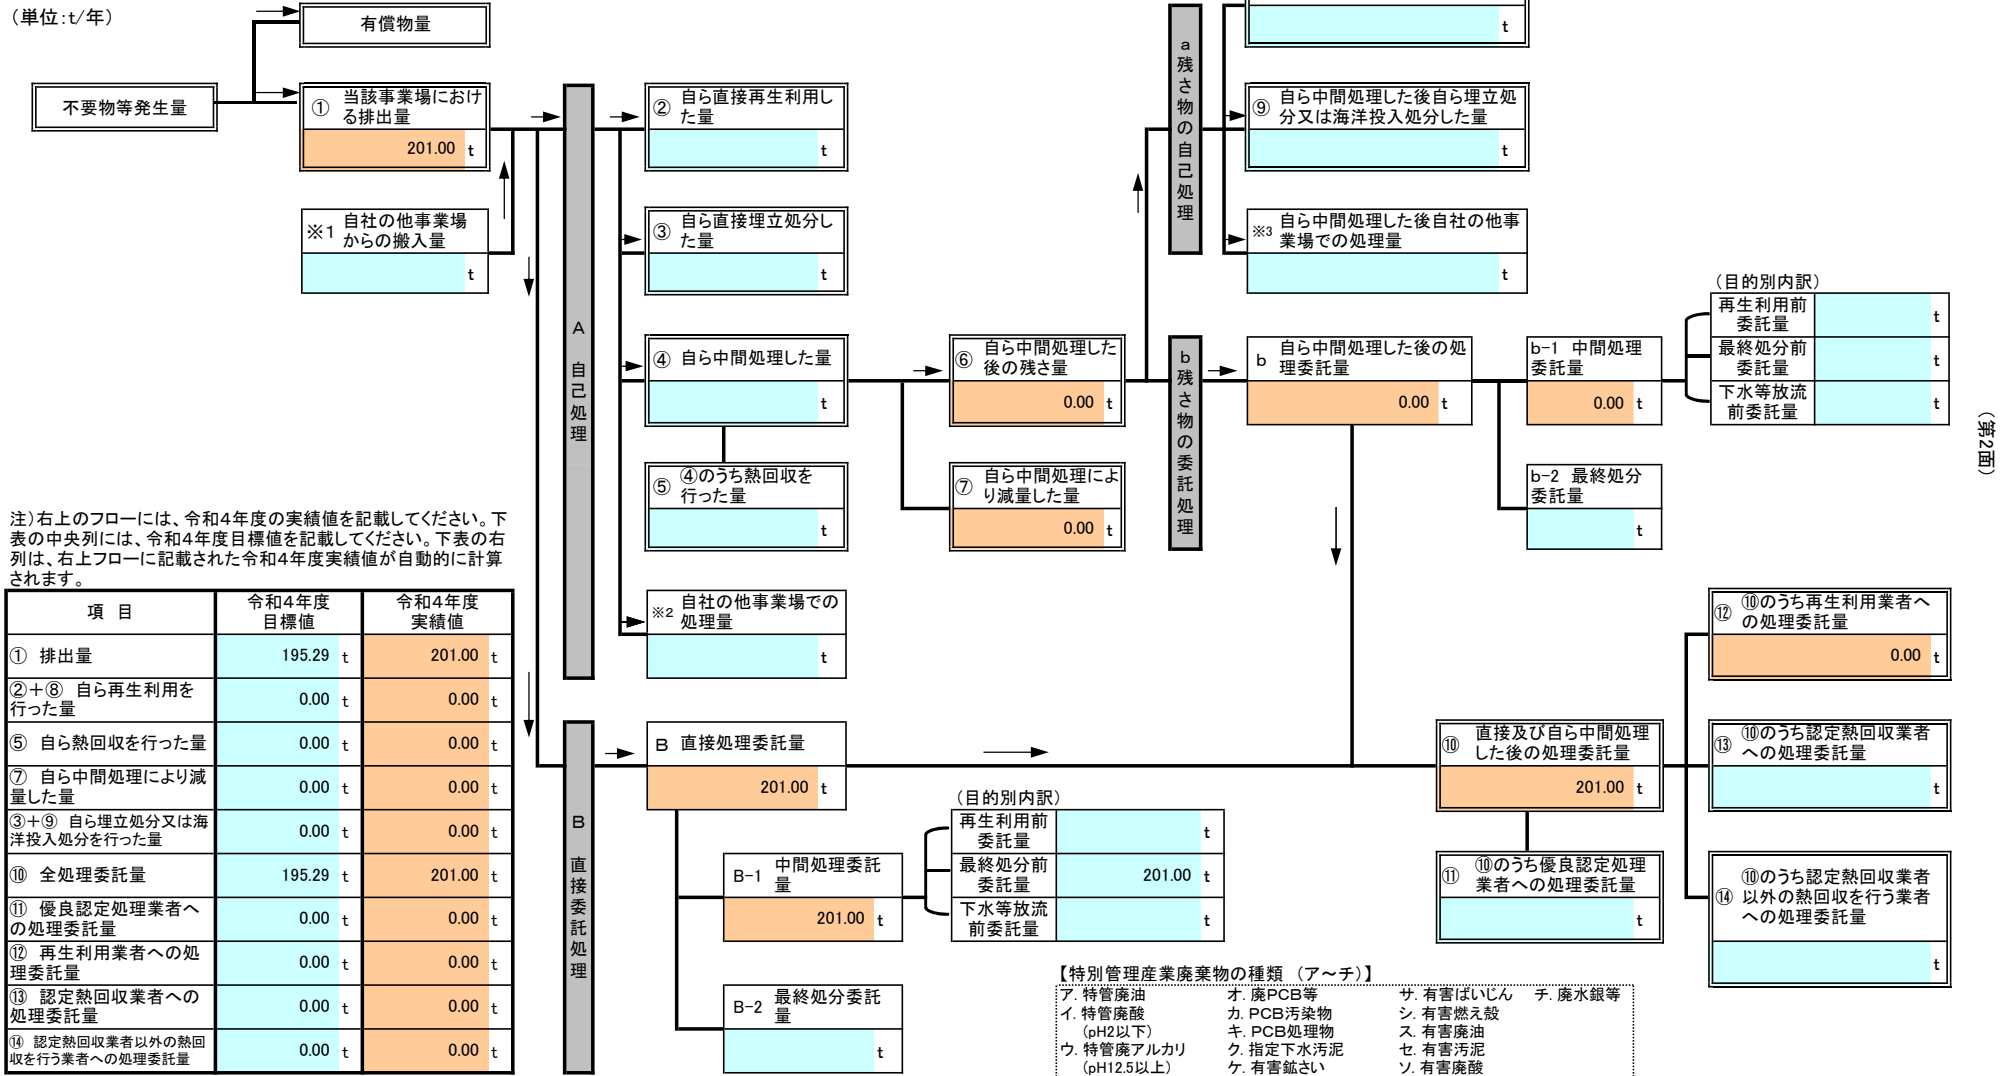 (単位:t/年)
有償物量
不要物等発生量
①
当該事業場におけ
る排出量
201.00 t
※1
自社の他事業場
からの搬入量
t
A 自己処理
②
自ら直接再生利用し
た量
t
③
自ら直接埋立処分し
た量
t
④ 自ら中間処理した量
t
⑤
④のうち熱回収を
行った量
t
※2
自社の他事業場での
処理量
t
⑥
自ら中間処理した
後の残さ量
0.00 t
⑦
自ら中間処理によ
り減量した量
0.00 t
a 残さ物の自己処理
t
⑨
自ら中間処理した後自ら埋立処
分又は海洋投入処分した量
t
※3
自ら中間処理した後自社の他事
業場での処理量
t
b 残さ物の委託処理
b
自ら中間処理した後の処
理委託量
0.00 t
b-1 中間処理
委託量
0.00 t
b-2 最終処分
委託量
t
(目的別内訳)
再生利用前
委託量
t
最終処分前
委託量
t
下水等放流
前委託量
t
(第2面)
注)右上のフローには、令和4年度の実績値を記載してください。下
表の中央列には、令和4年度目標値を記載してください。下表の右
列は、右上フローに記載された令和4年度実績値が自動的に計算
されます。
項 目
令和4年度
目標値
令和4年度
実績値
① 排出量
195.29 t
201.00 t
②+⑧ 自ら再生利用を
行った量
0.00 t
0.00 t
⑤ 自ら熱回収を行った量
0.00 t
0.00 t
⑦ 自ら中間処理により減
量した量
0.00 t
0.00 t
③+⑨ 自ら埋立処分又は海
洋投入処分を行った量
0.00 t
0.00 t
⑩ 全処理委託量
195.29 t
201.00 t
⑪ 優良認定処理業者へ
の処理委託量
0.00 t
0.00 t
⑫ 再生利用業者への処
理委託量
0.00 t
0.00 t
⑬ 認定熱回収業者への
処理委託量
0.00 t
0.00 t
⑭ 認定熱回収業者以外の熱回
収を行う業者への処理委託量
0.00 t
0.00 t
B 直接委託処理
B 直接処理委託量
201.00 t
B-1
中間処理委託
量
201.00 t
B-2
最終処分委託
量
t
(目的別内訳)
再生利用前
委託量
t
最終処分前
委託量
201.00 t
下水等放流
前委託量
t
⑩
直接及び自ら中間処理
した後の処理委託量
201.00 t
⑪
⑩のうち優良認定処理
業者への処理委託量
t
⑫
⑩のうち再生利用業者へ
の処理委託量
0.00 t
⑬
⑩のうち認定熱回収業者
への処理委託量
t
⑭
⑩のうち認定熱回収業者
以外の熱回収を行う業者
への処理委託量
t
【特別管理産業廃棄物の種類 (ア~チ)】
ア. 特管廃油 オ. 廃PCB等 サ. 有害ばいじん チ. 廃水銀等
イ. 特管廃酸 カ. PCB汚染物 シ. 有害燃え殻
(pH2以下) キ. PCB処理物 ス. 有害廃油
ウ. 特管廃アルカリ ク. 指定下水汚泥 セ. 有害汚泥
(pH12.5以上) ケ. 有害鉱さい ソ. 有害廃酸